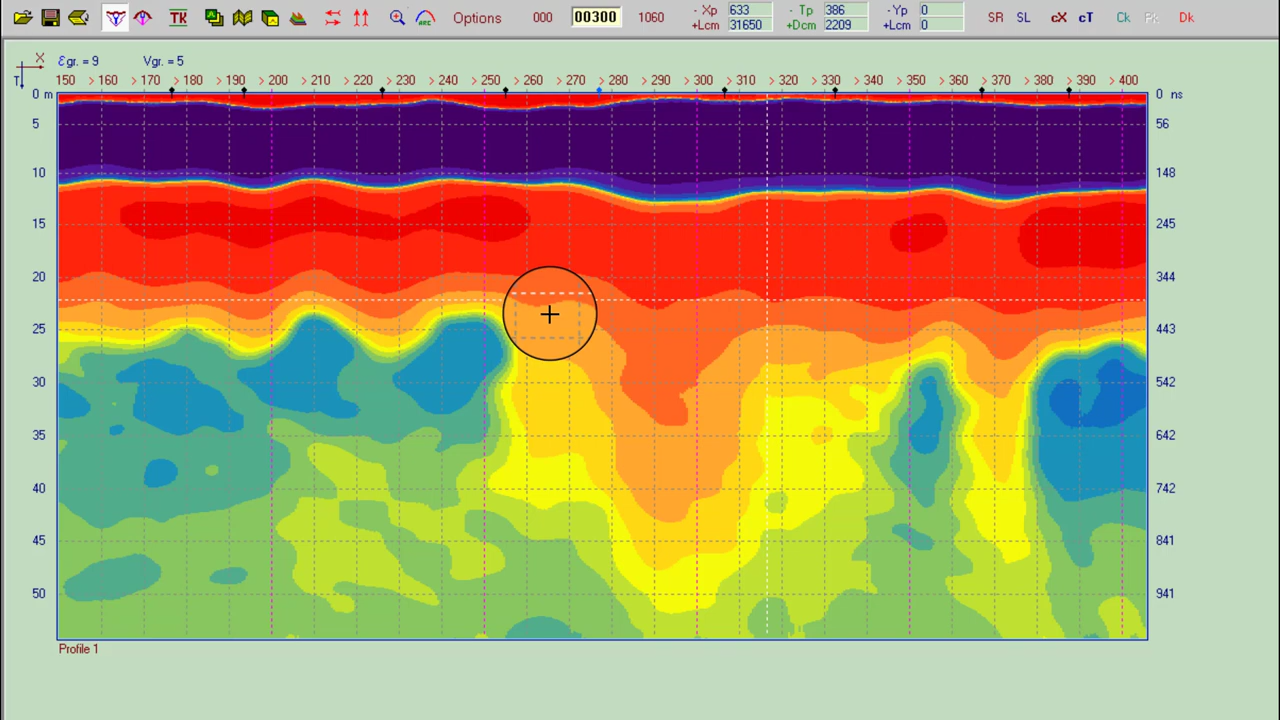 TK ARC Options 000 00300 1060 - Xp 633 - Tp 386 - Yp 0 SR SL cX cT Ck Pk Dk
+Lcm 31650 +Dcm 2209 +Lcm 0
X εgr. = 9 Vgr. = 5
T
150 > 160 > 170 > 180 > 190 > 200 > 210 > 220 > 230 > 240 > 250 > 260 > 270 > 280 > 290 > 300 > 310 > 320 > 330 > 340 > 350 > 360 > 370 > 380 > 390 > 400
0 m 0 ns
5 56
10 148
15 245
20 344
25 443
30 542
35 642
40 742
45 841
50 941
Profile 1